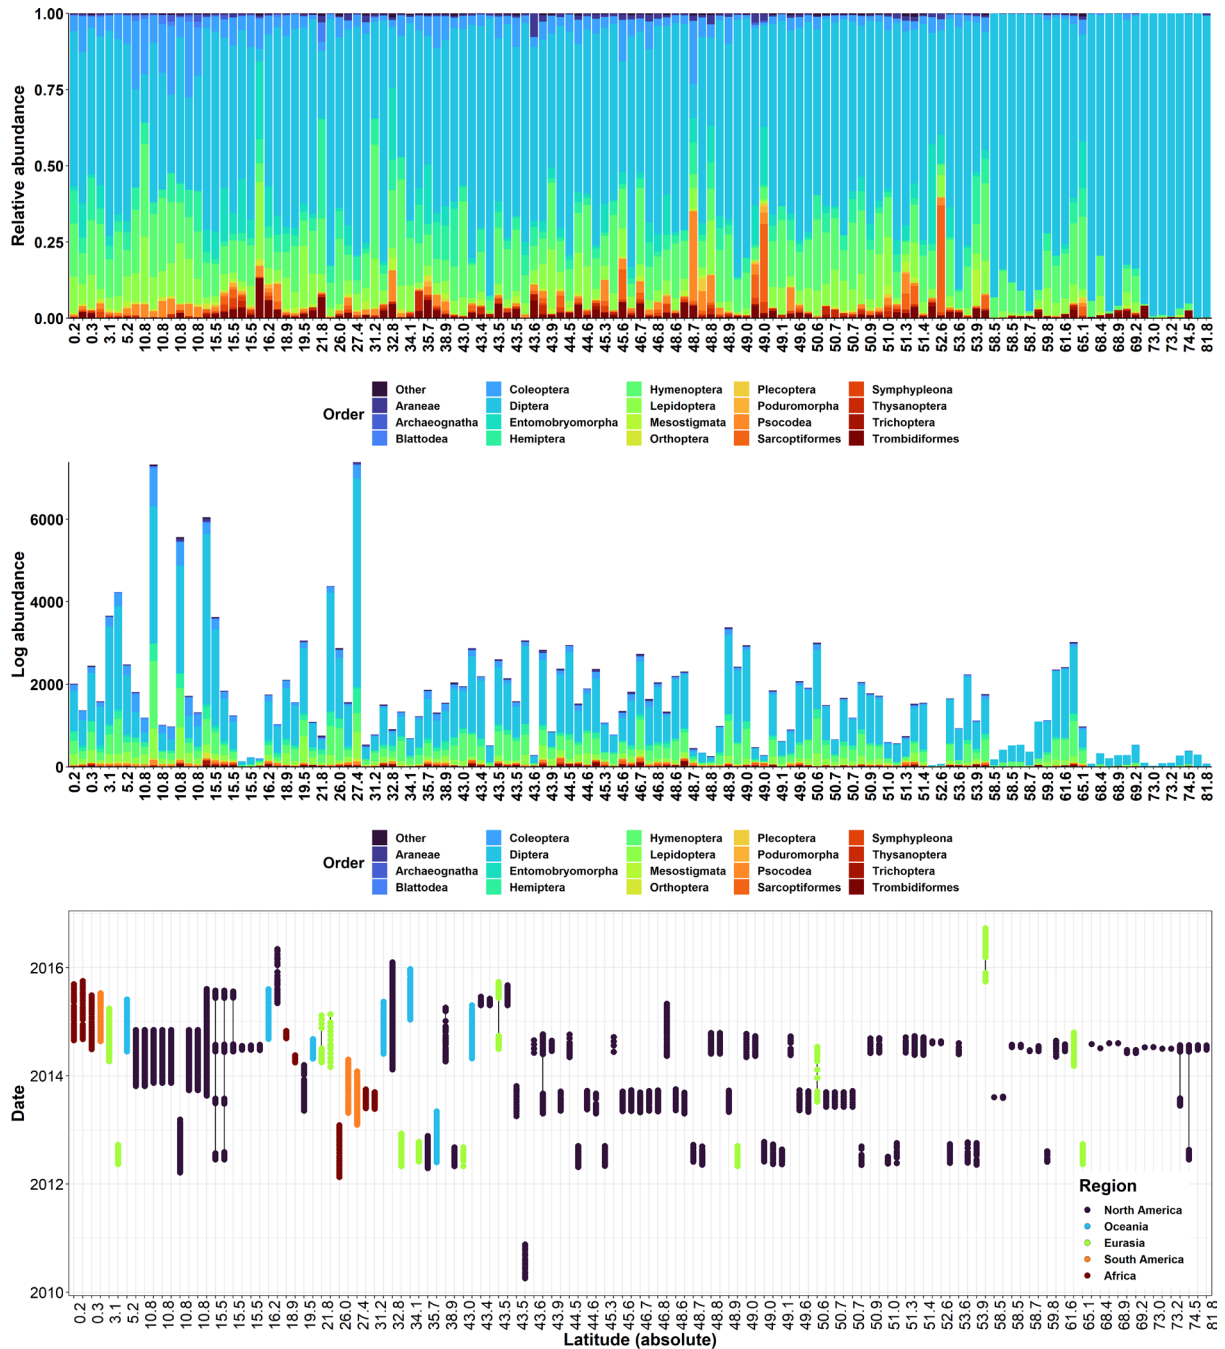 1.00
0.75
0.50
0.25
0.00
Relative abundance
0.2 0.3 3.1 5.2 10.8 10.8 10.8 10.8 15.5 15.5 15.5 16.2 18.9 19.5 21.8 26.0 27.4 31.2 32.8 34.1 35.7 38.9 43.0 43.4 43.5 43.5 43.6 43.9 44.5 44.6 45.3 45.6 46.7 46.8 48.6 48.7 48.8 48.9 49.0 49.0 49.1 49.6 50.6 50.7 50.7 50.9 51.0 51.3 51.4 52.6 53.6 53.9 58.5 58.5 58.7 59.8 61.6 65.1 68.4 68.9 69.2 73.0 73.2 74.5 81.8
Order
Other Coleoptera Hymenoptera Plecoptera Symphypleona
Araneae Diptera Lepidoptera Poduromorpha Thysanoptera
Archaeognatha Entomobryomorpha Mesostigmata Psocodea Trichoptera
Blattodea Hemiptera Orthoptera Sarcoptiformes Trombidiformes
6000
4000
2000
0
Log abundance
0.2 0.3 3.1 5.2 10.8 10.8 10.8 10.8 15.5 15.5 15.5 16.2 18.9 19.5 21.8 26.0 27.4 31.2 32.8 34.1 35.7 38.9 43.0 43.4 43.5 43.5 43.6 43.9 44.5 44.6 45.3 45.6 46.7 46.8 48.6 48.7 48.8 48.9 49.0 49.0 49.1 49.6 50.6 50.7 50.7 50.9 51.0 51.3 51.4 52.6 53.6 53.9 58.5 58.5 58.7 59.8 61.6 65.1 68.4 68.9 69.2 73.0 73.2 74.5 81.8
Order
Other Coleoptera Hymenoptera Plecoptera Symphypleona
Araneae Diptera Lepidoptera Poduromorpha Thysanoptera
Archaeognatha Entomobryomorpha Mesostigmata Psocodea Trichoptera
Blattodea Hemiptera Orthoptera Sarcoptiformes Trombidiformes
2016
2014
2012
2010
Date
Region
North America
Oceania
Eurasia
South America
Africa
0.2 0.3 3.1 5.2 10.8 10.8 10.8 10.8 15.5 15.5 15.5 16.2 18.9 19.5 21.8 26.0 27.4 31.2 32.8 34.1 35.7 38.9 43.0 43.4 43.5 43.5 43.6 43.9 44.5 44.6 45.3 45.6 46.7 46.8 48.6 48.7 48.8 48.9 49.0 49.0 49.1 49.6 50.6 50.7 50.7 50.9 51.0 51.3 51.4 52.6 53.6 53.9 58.5 58.5 58.7 59.8 61.6 65.1 68.4 68.9 69.2 73.0 73.2 74.5 81.8
Latitude (absolute)